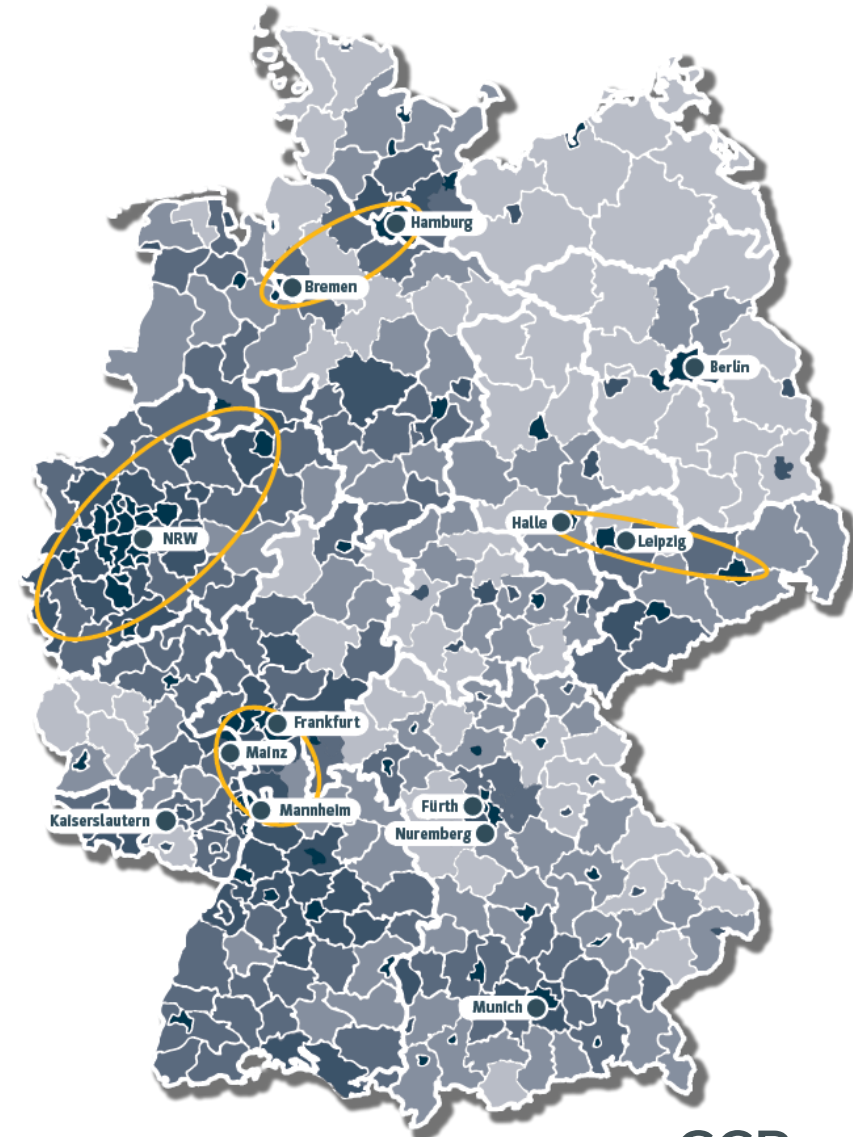 Hamburg
Bremen
Berlin
NRW
Halle
Leipzig
Frankfurt
Mainz
Mannheim
Kaiserslautern
Fürth
Nuremberg
Munich